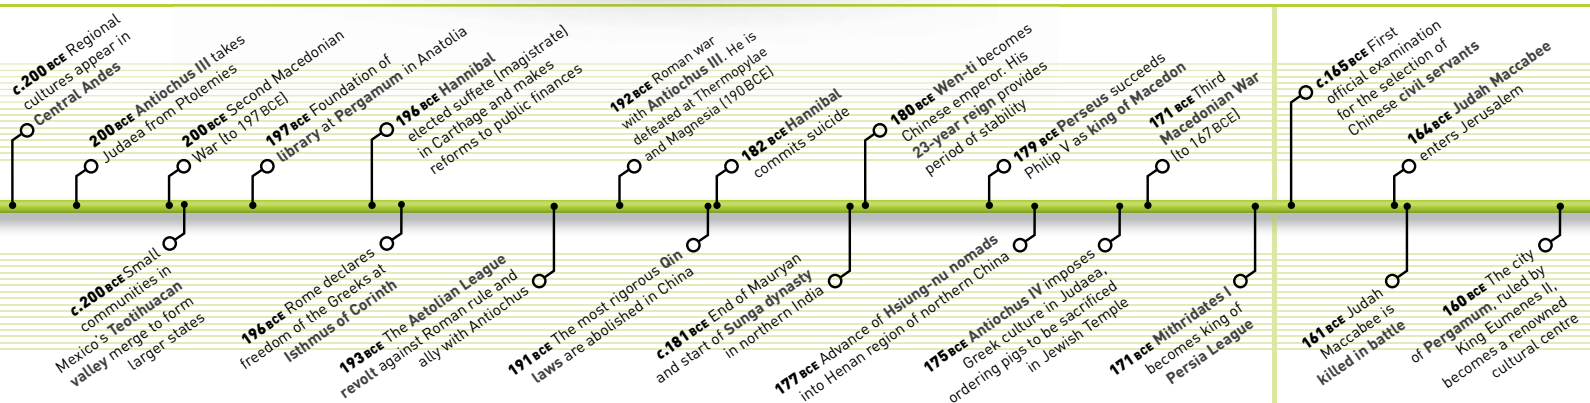 c.200 BCE Regional
cultures appear in
Central Andes
200 BCE Antiochus III takes
Judaea from Ptolemies
200 BCE Second Macedonian
War (to 197 BCE)
197 BCE Foundation of
library at Pergamum in Anatolia
196 BCE Hannibal
elected suffete (magistrate)
in Carthage and makes
reforms to public finances
192 BCE Roman war
with Antiochus III. He is
defeated at Thermopylae
and Magnesia (190 BCE)
182 BCE Hannibal
commits suicide
180 BCE Wen-ti becomes
Chinese emperor. His
23-year reign provides
period of stability
179 BCE Perseus succeeds
Philip V as king of Macedon
171 BCE Third
Macedonian War
(to 167 BCE)
c.165 BCE First
official examination
for the selection of
Chinese civil servants
164 BCE Judah Maccabee
enters Jerusalem
c.200 BCE Small
communities in
Mexico's Teotihuacan
valley merge to form
larger states
196 BCE Rome declares
freedom of the Greeks at
Isthmus of Corinth
193 BCE The Aetolian League
revolt against Roman rule and
ally with Antiochus
191 BCE The most rigorous Qin
laws are abolished in China
c.181 BCE End of Mauryan
and start of Sunga dynasty
in northern India
177 BCE Advance of Hsiung-nu nomads
into Henan region of northern China
175 BCE Antiochus IV imposes
Greek culture in Judaea,
ordering pigs to be sacrificed
in Jewish Temple
171 BCE Mithridates I
becomes king of
Persia League
161 BCE Judah
Maccabee is
killed in battle
160 BCE The city
of Pergamum, ruled by
King Eumenes II,
becomes a renowned
cultural centre